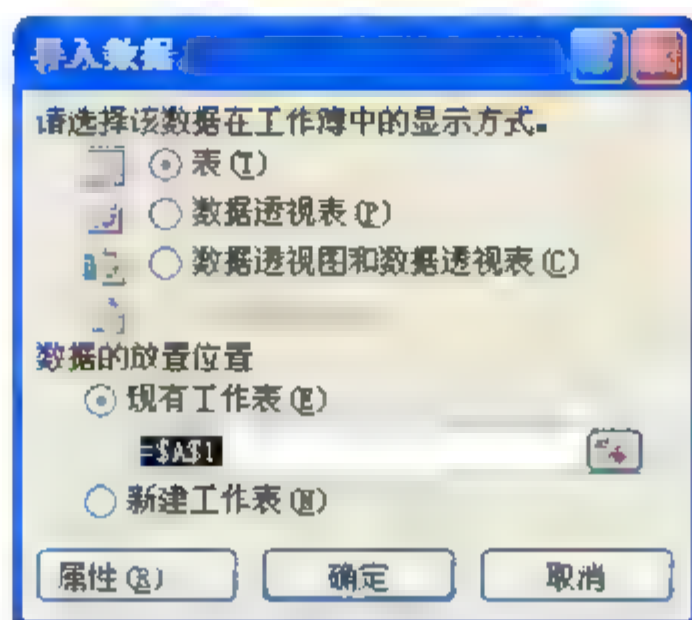 导入数据
请选择该数据在工作簿中的显示方式。
表(T)
数据透视表(P)
数据透视图和数据透视表(C)
数据的放置位置
现有工作表(E)
=$A$1
新建工作表(N)
属性(R)
确定
取消